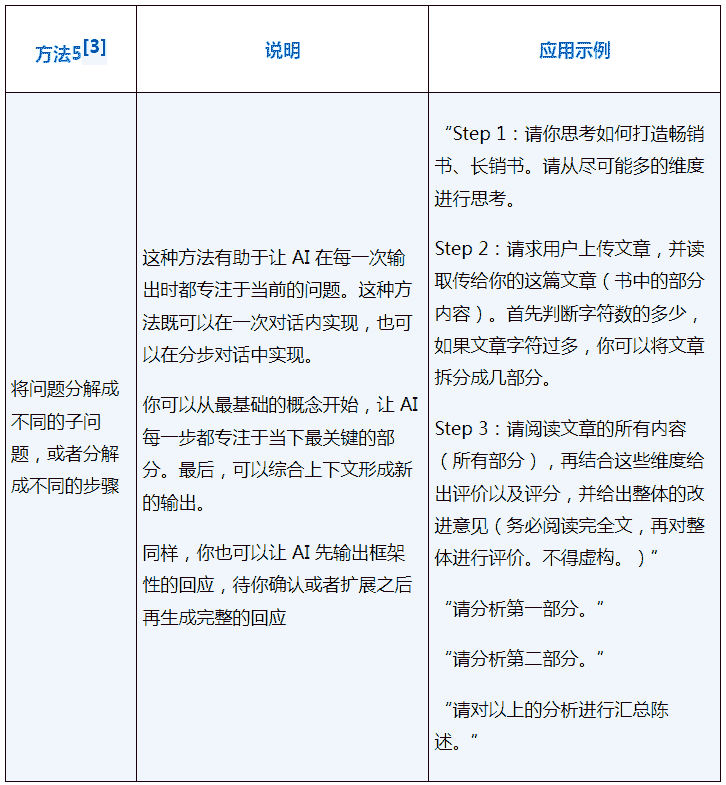 方法5[3]
说明
应用示例
将问题分解成
不同的子问
题，或者分解
成不同的步骤
这种方法有助于让 AI 在每一次输
出时都专注于当前的问题。这种方
法既可以在一次对话内实现，也可
以在分步对话中实现。
你可以从最基础的概念开始，让 AI
每一步都专注于当下最关键的部
分。最后，可以综合上下文形成新
的输出。
同样，你也可以让 AI 先输出框架
性的回应，待你确认或者扩展之后
再生成完整的回应
“Step 1：请你思考如何打造畅销
书、长销书。请从尽可能多的维度
进行思考。
Step 2：请求用户上传文章，并读
取传给你的这篇文章（书中的部分
内容）。首先判断字符数的多少，
如果文章字符过多，你可以将文章
拆分成几部分。
Step 3：请阅读文章的所有内容
（所有部分），再结合这些维度给
出评价以及评分，并给出整体的改
进意见（务必阅读完全文，再对整
体进行评价。不得虚构。）”
“请分析第一部分。”
“请分析第二部分。”
“请对以上的分析进行汇总陈
述。”